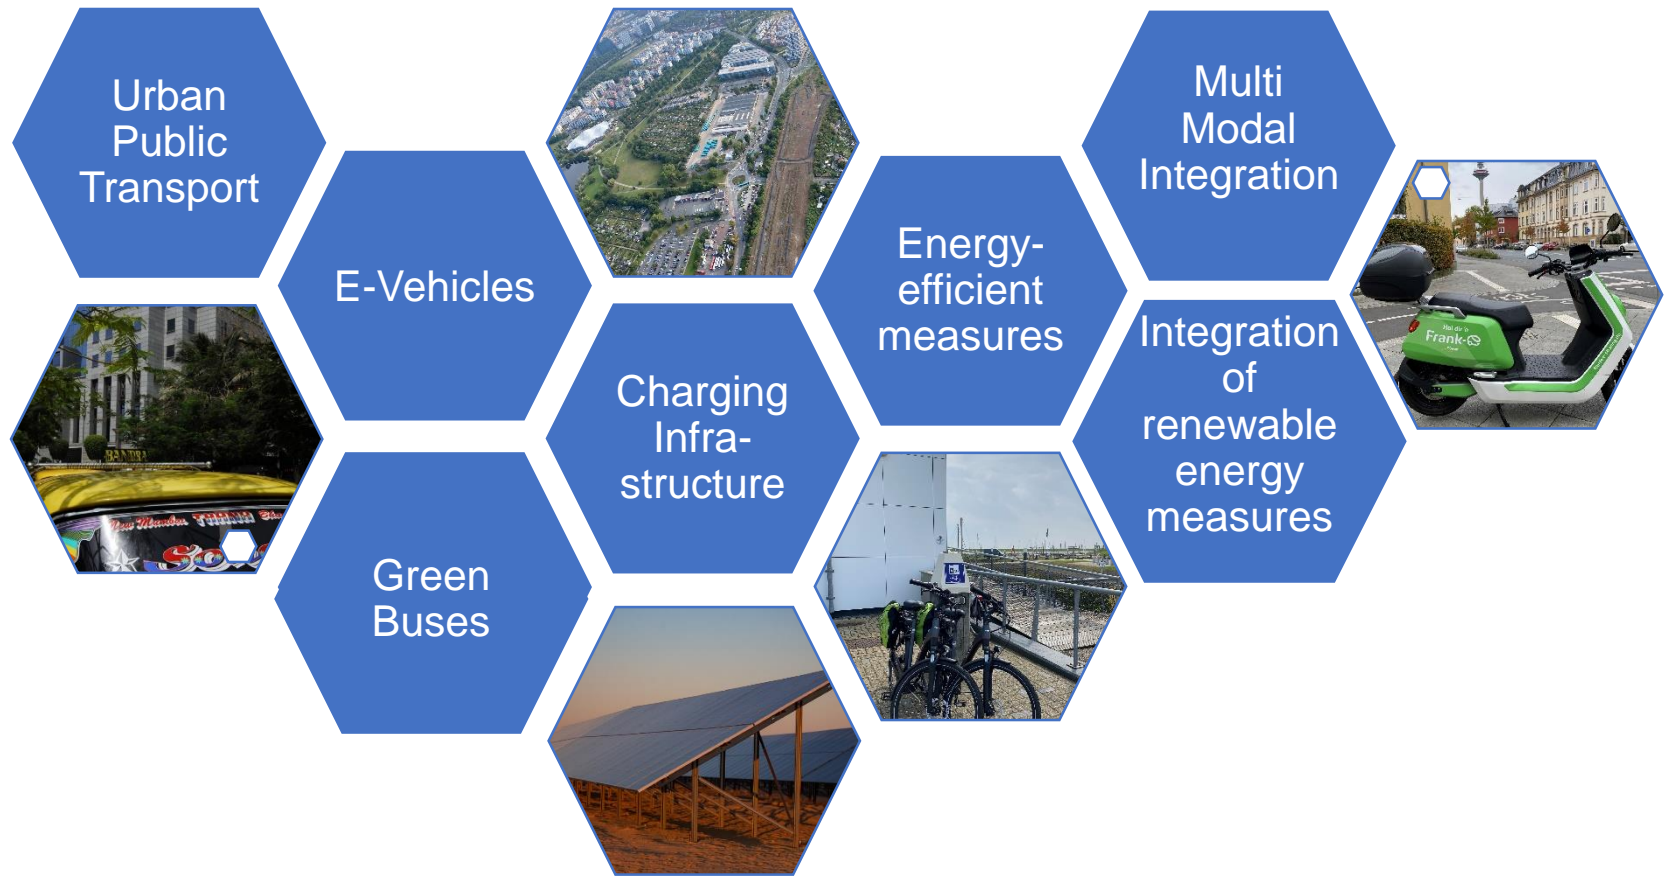 Urban
Public
Transport
E-Vehicles
Green
Buses
Charging
Infra-
structure
Energy-
efficient
measures
Multi
Modal
Integration
Integration
of
renewable
energy
measures
Frank-e